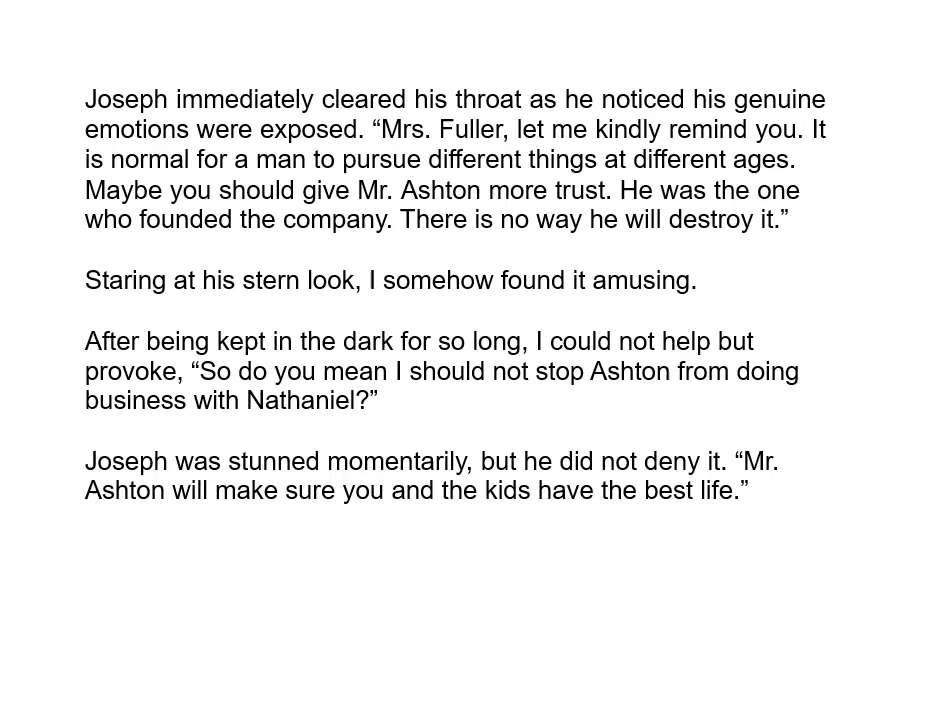 Joseph immediately cleared his throat as he noticed his genuine
emotions were exposed. “Mrs. Fuller, let me kindly remind you. It
is normal for a man to pursue different things at different ages.
Maybe you should give Mr. Ashton more trust. He was the one
who founded the company. There is no way he will destroy it.”
Staring at his stern look, I somehow found it amusing.
After being kept in the dark for so long, I could not help but
provoke, “So do you mean I should not stop Ashton from doing
business with Nathaniel?”
Joseph was stunned momentarily, but he did not deny it. “Mr.
Ashton will make sure you and the kids have the best life.”